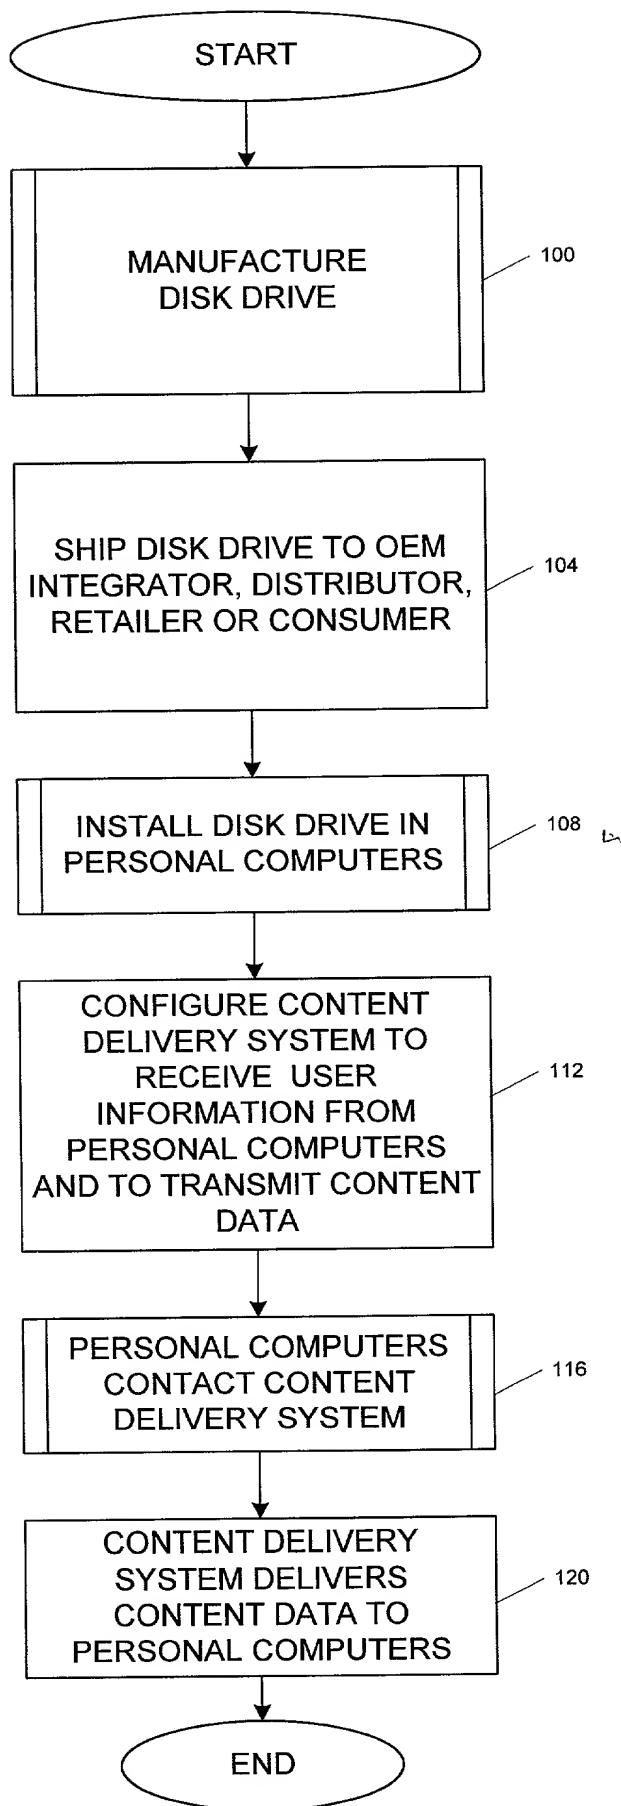 START
MANUFACTURE
DISK DRIVE
100
SHIP DISK DRIVE TO OEM
INTEGRATOR, DISTRIBUTOR,
RETAILER OR CONSUMER
104
INSTALL DISK DRIVE IN
PERSONAL COMPUTERS
108
CONFIGURE CONTENT
DELIVERY SYSTEM TO
RECEIVE USER
INFORMATION FROM
PERSONAL COMPUTERS
AND TO TRANSMIT CONTENT
DATA
112
PERSONAL COMPUTERS
CONTACT CONTENT
DELIVERY SYSTEM
116
CONTENT DELIVERY
SYSTEM DELIVERS
CONTENT DATA TO
PERSONAL COMPUTERS
120
END